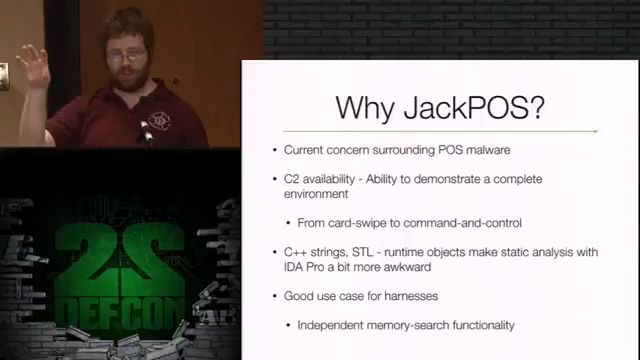 Why JackPOS?
• Current concern surrounding POS malware
• C2 availability - Ability to demonstrate a complete
environment
• From card-swipe to command-and-control
• C++ strings, STL - runtime objects make static analysis with
IDA Pro a bit more awkward
• Good use case for harnesses
• Independent memory-search functionality
22
DEFCON